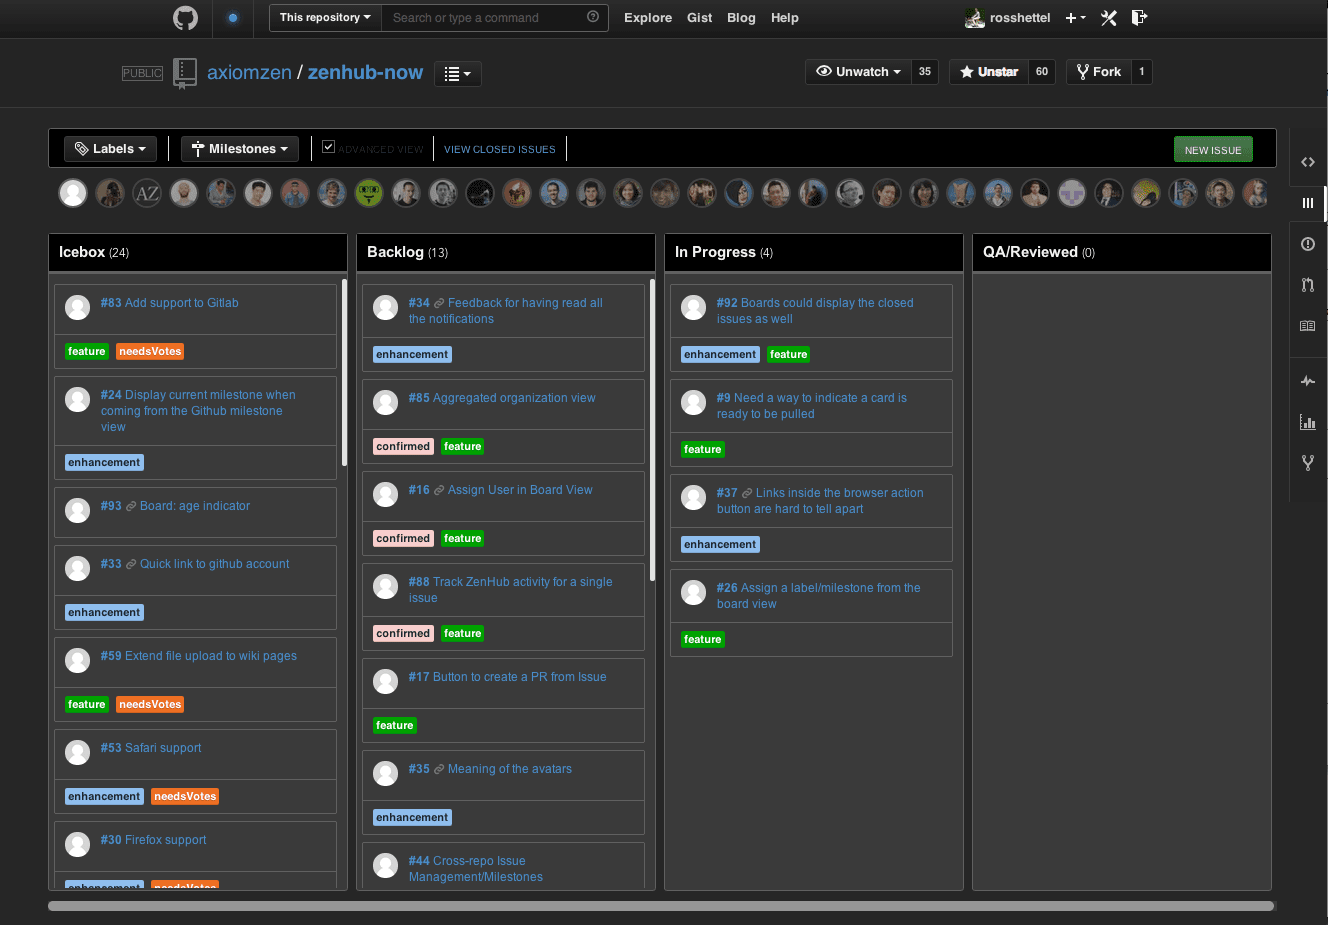 This repository
Search or type a command
Explore
Gist
Blog
Help
rosshettel
PUBLIC
axiomzen / zenhub-now
Unwatch 35
Unstar 60
Fork 1
Labels
Milestones
ADVANCED VIEW
VIEW CLOSED ISSUES
NEW ISSUE
AZ
Icebox (24)
#83 Add support to Gitlab
feature needsVotes
#24 Display current milestone when
coming from the Github milestone
view
enhancement
#93 Board: age indicator
#33 Quick link to github account
enhancement
#59 Extend file upload to wiki pages
feature needsVotes
#53 Safari support
enhancement needsVotes
#30 Firefox support
enhancement needsVotes
Backlog (13)
#34 Feedback for having read all
the notifications
enhancement
#85 Aggregated organization view
confirmed feature
#16 Assign User in Board View
confirmed feature
#88 Track ZenHub activity for a single
issue
confirmed feature
#17 Button to create a PR from Issue
feature
#35 Meaning of the avatars
enhancement
#44 Cross-repo Issue
Management/Milestones
In Progress (4)
#92 Boards could display the closed
issues as well
enhancement feature
#9 Need a way to indicate a card is
ready to be pulled
feature
#37 Links inside the browser action
button are hard to tell apart
enhancement
#26 Assign a label/milestone from the
board view
feature
QA/Reviewed (0)